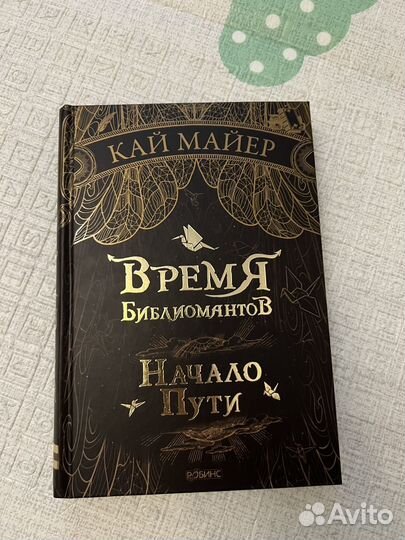 КАЙ МАЙЕР
ВРЕМЯ
БИБЛИОМАНТОВ
НАЧАЛО
ПУТИ
РОБИНС
Avito